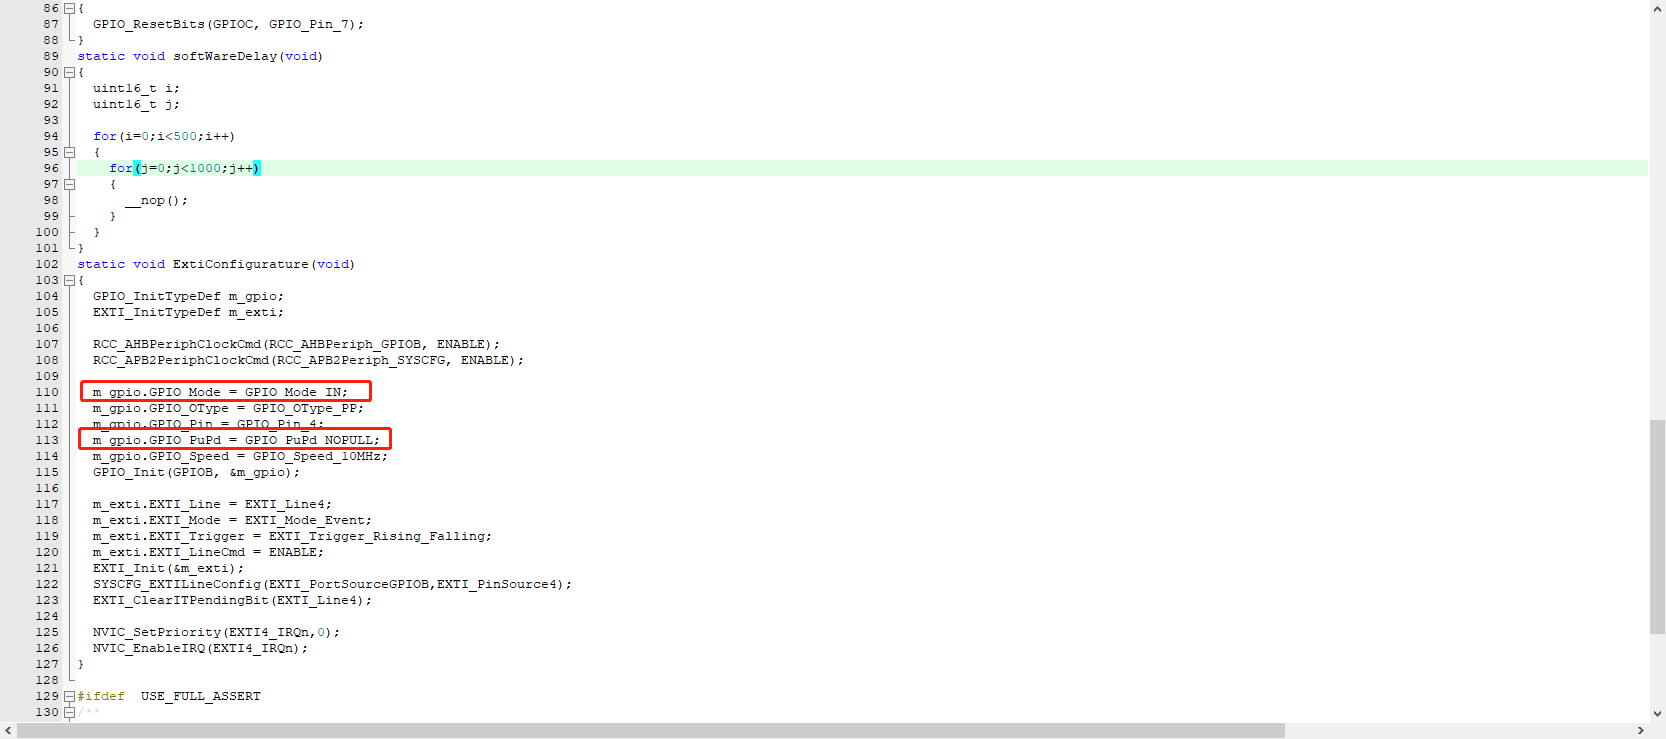 86 {
87 GPIO_ResetBits(GPIOC, GPIO_Pin_7);
88 }
89 static void softWareDelay(void)
90 {
91 uint16_t i;
92 uint16_t j;
93
94 for(i=0;i<500;i++)
95 {
96 for(j=0;j<1000;j++)
97 {
98 __nop();
99 }
100 }
101 }
102 static void ExtiConfigurature(void)
103 {
104 GPIO_InitTypeDef m_gpio;
105 EXTI_InitTypeDef m_exti;
106
107 RCC_AHBPeriphClockCmd(RCC_AHBPeriph_GPIOB, ENABLE);
108 RCC_APB2PeriphClockCmd(RCC_APB2Periph_SYSCFG, ENABLE);
109
110 m_gpio.GPIO_Mode = GPIO_Mode_IN;
111 m_gpio.GPIO_OType = GPIO_OType_PP;
112 m_gpio.GPIO_Pin = GPIO_Pin_4;
113 m_gpio.GPIO_PuPd = GPIO_PuPd_NOPULL;
114 m_gpio.GPIO_Speed = GPIO_Speed_10MHz;
115 GPIO_Init(GPIOB, &m_gpio);
116
117 m_exti.EXTI_Line = EXTI_Line4;
118 m_exti.EXTI_Mode = EXTI_Mode_Event;
119 m_exti.EXTI_Trigger = EXTI_Trigger_Rising_Falling;
120 m_exti.EXTI_LineCmd = ENABLE;
121 EXTI_Init(&m_exti);
122 SYSCFG_EXTILineConfig(EXTI_PortSourceGPIOB,EXTI_PinSource4);
123 EXTI_ClearITPendingBit(EXTI_Line4);
124
125 NVIC_SetPriority(EXTI4_IRQn,0);
126 NVIC_EnableIRQ(EXTI4_IRQn);
127 }
128
129 #ifdef USE_FULL_ASSERT
130 /**